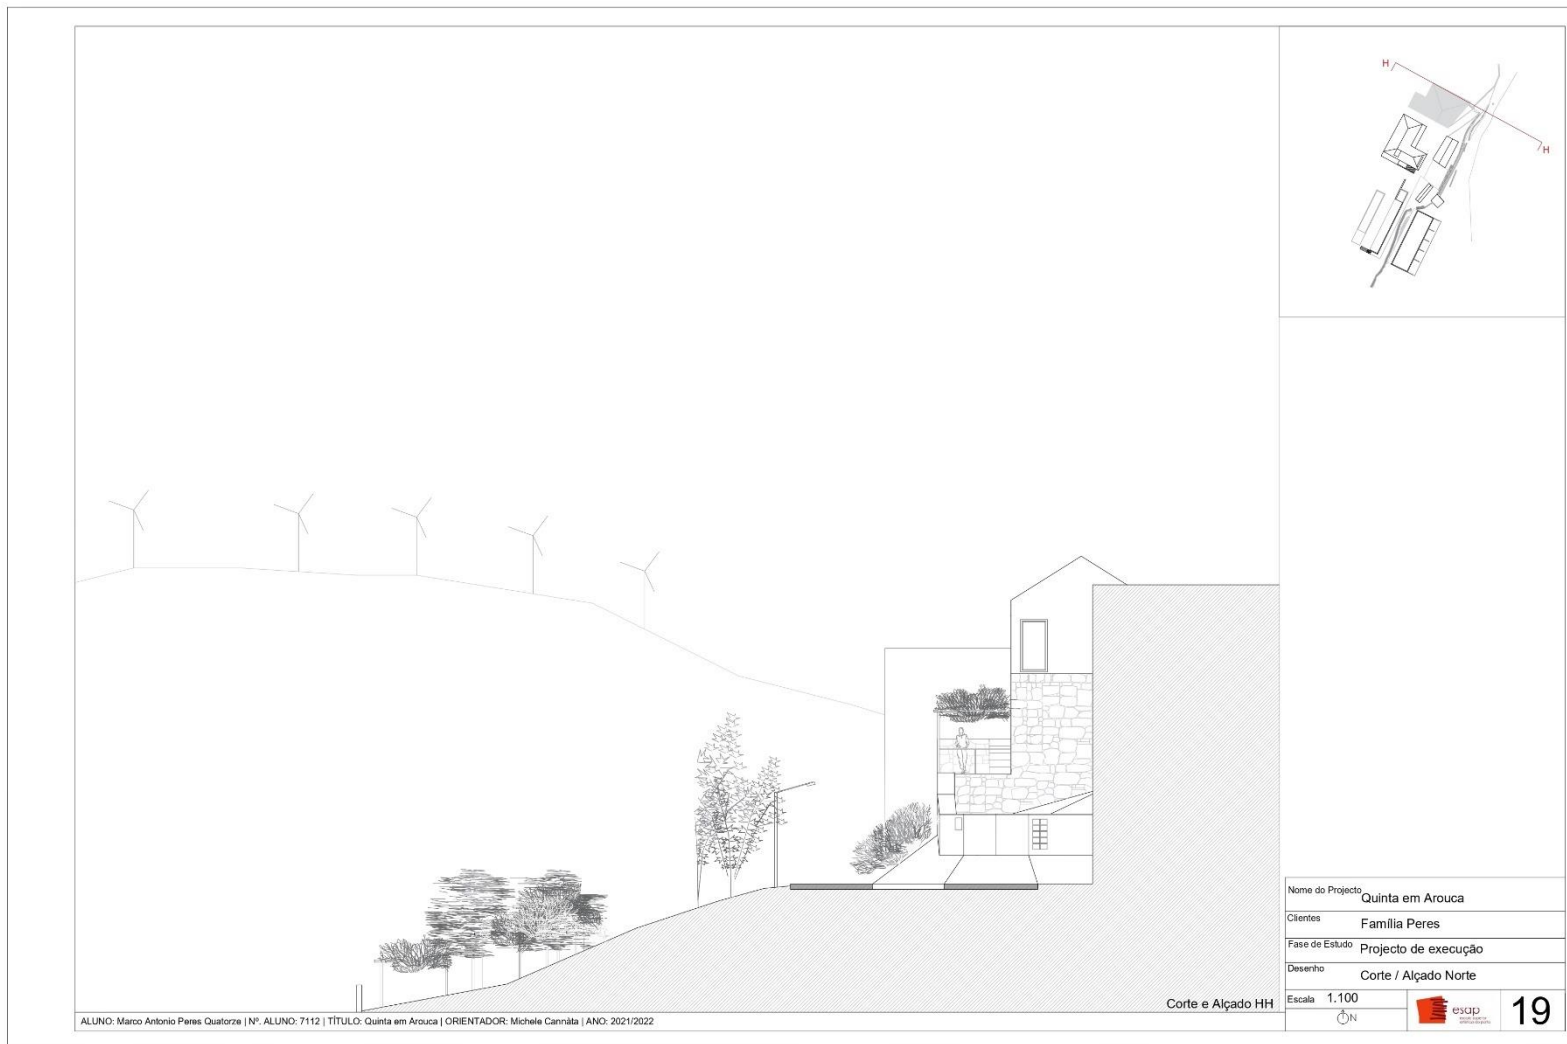 H
H
Nome do Projecto Quinta em Arouca
Clientes Família Peres
Fase de Estudo Projecto de execução
Desenho Corte / Alçado Norte
Escala 1.100
N
esap
19
Corte e Alçado HH
ALUNO: Marco Antonio Peres Quatorze | Nº. ALUNO: 7112 | TÍTULO: Quinta em Arouca | ORIENTADOR: Michele Cannàta | ANO: 2021/2022